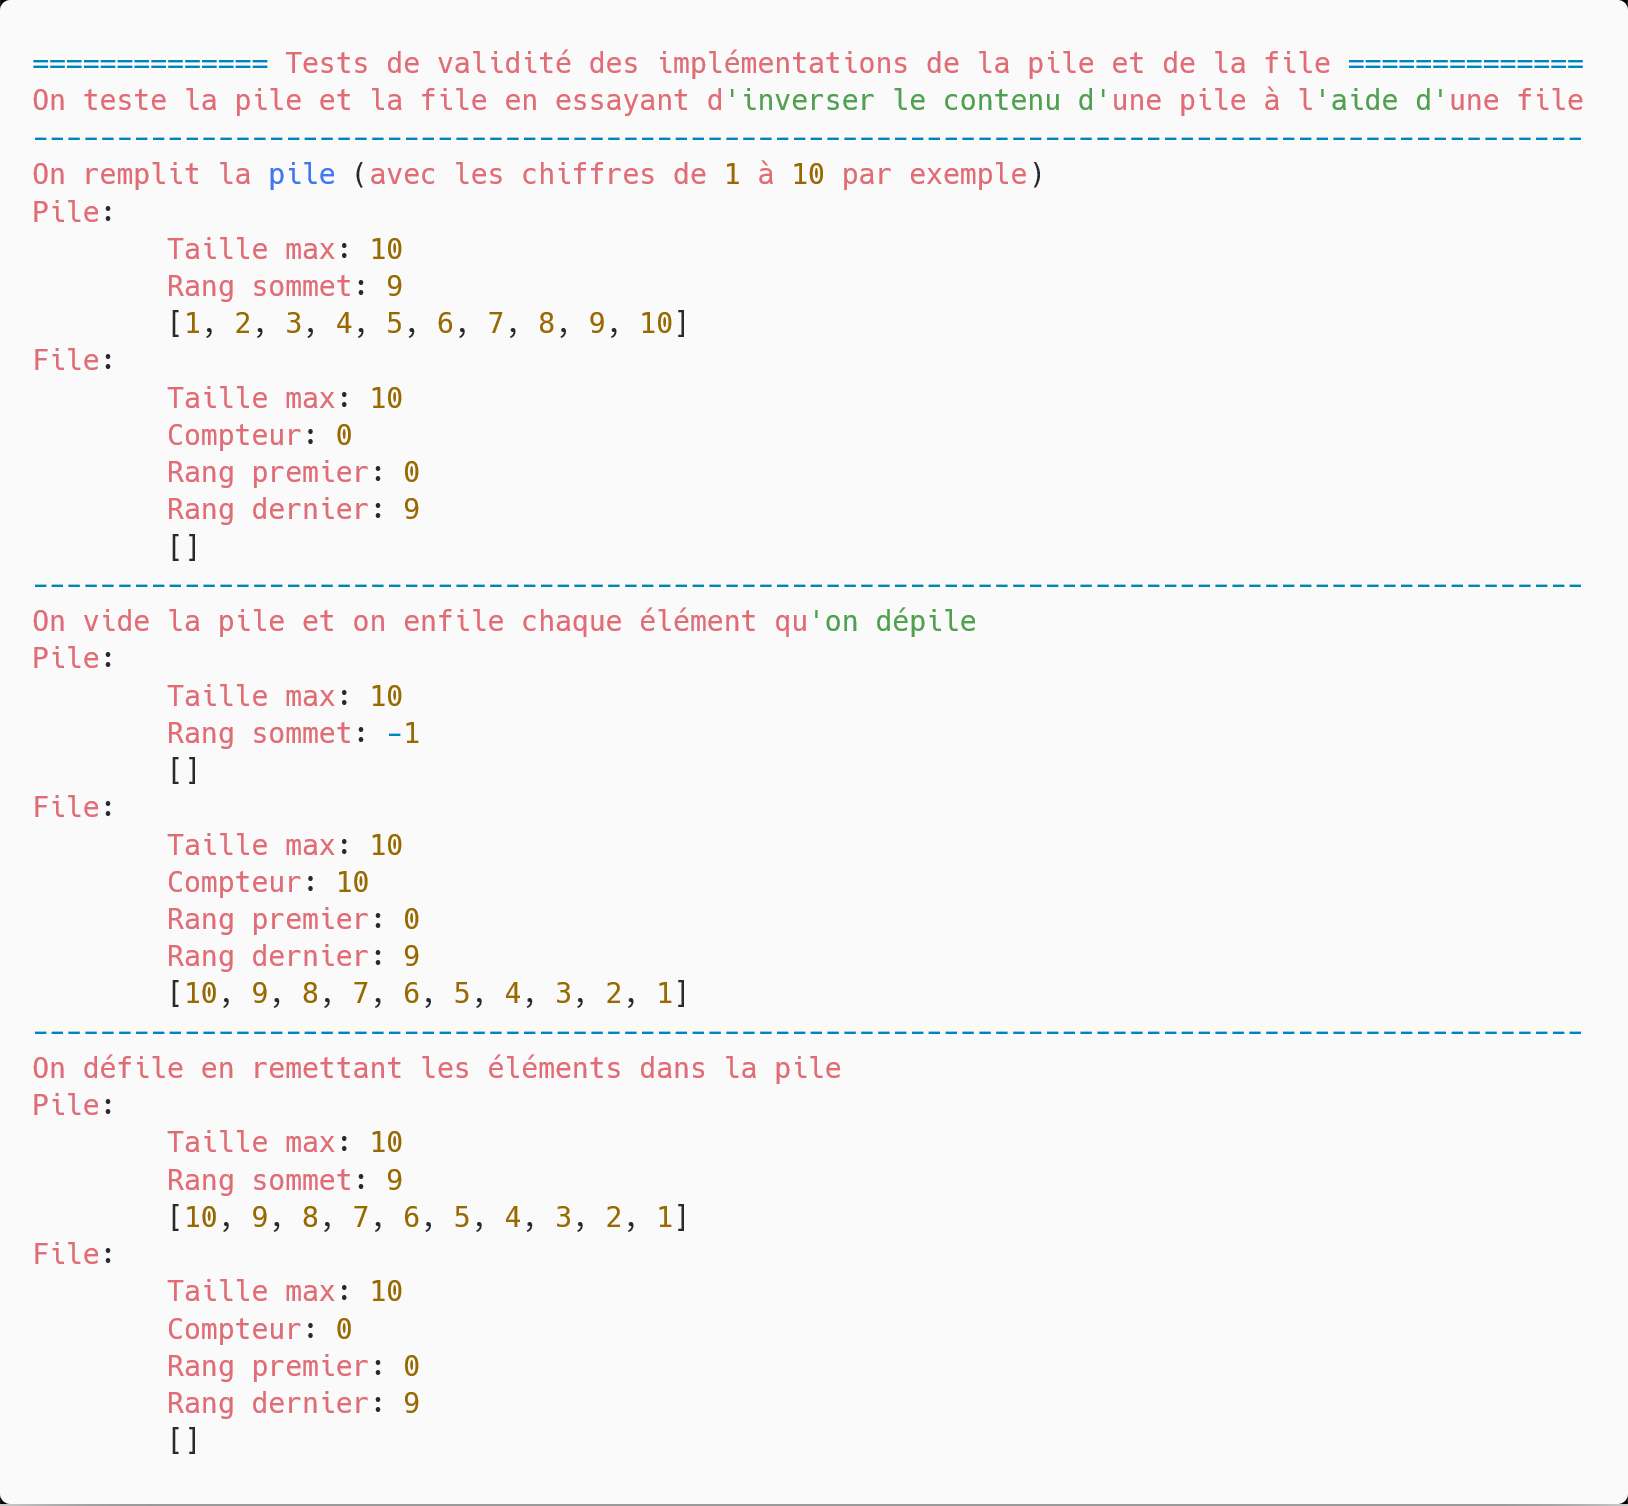 ============== Tests de validité des implémentations de la pile et de la file ==============
On teste la pile et la file en essayant d'inverser le contenu d'une pile à l'aide d'une file
--------------------------------------------------------------------------------------------
On remplit la pile (avec les chiffres de 1 à 10 par exemple)
Pile:
        Taille max: 10
        Rang sommet: 9
        [1, 2, 3, 4, 5, 6, 7, 8, 9, 10]
File:
        Taille max: 10
        Compteur: 0
        Rang premier: 0
        Rang dernier: 9
        []
--------------------------------------------------------------------------------------------
On vide la pile et on enfile chaque élément qu'on dépile
Pile:
        Taille max: 10
        Rang sommet: -1
        []
File:
        Taille max: 10
        Compteur: 10
        Rang premier: 0
        Rang dernier: 9
        [10, 9, 8, 7, 6, 5, 4, 3, 2, 1]
--------------------------------------------------------------------------------------------
On défile en remettant les éléments dans la pile
Pile:
        Taille max: 10
        Rang sommet: 9
        [10, 9, 8, 7, 6, 5, 4, 3, 2, 1]
File:
        Taille max: 10
        Compteur: 0
        Rang premier: 0
        Rang dernier: 9
        []